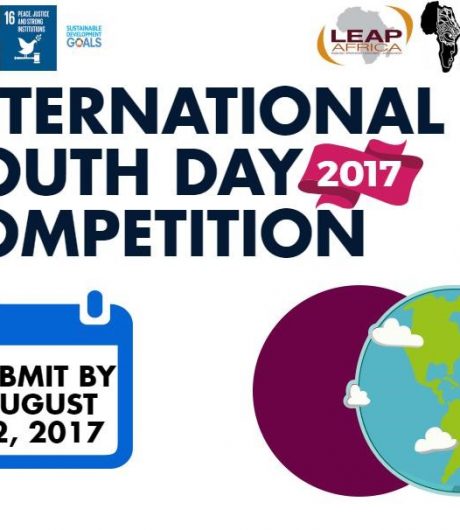 16 PEACE, JUSTICE
AND STRONG
INSTITUTIONS
SUSTAINABLE
DEVELOPMENT
GOALS
LEAP
AFRICA
NTERNATIONAL
OUTH DAY 2017
OMPETITION
BMIT BY
UGUST
2, 2017